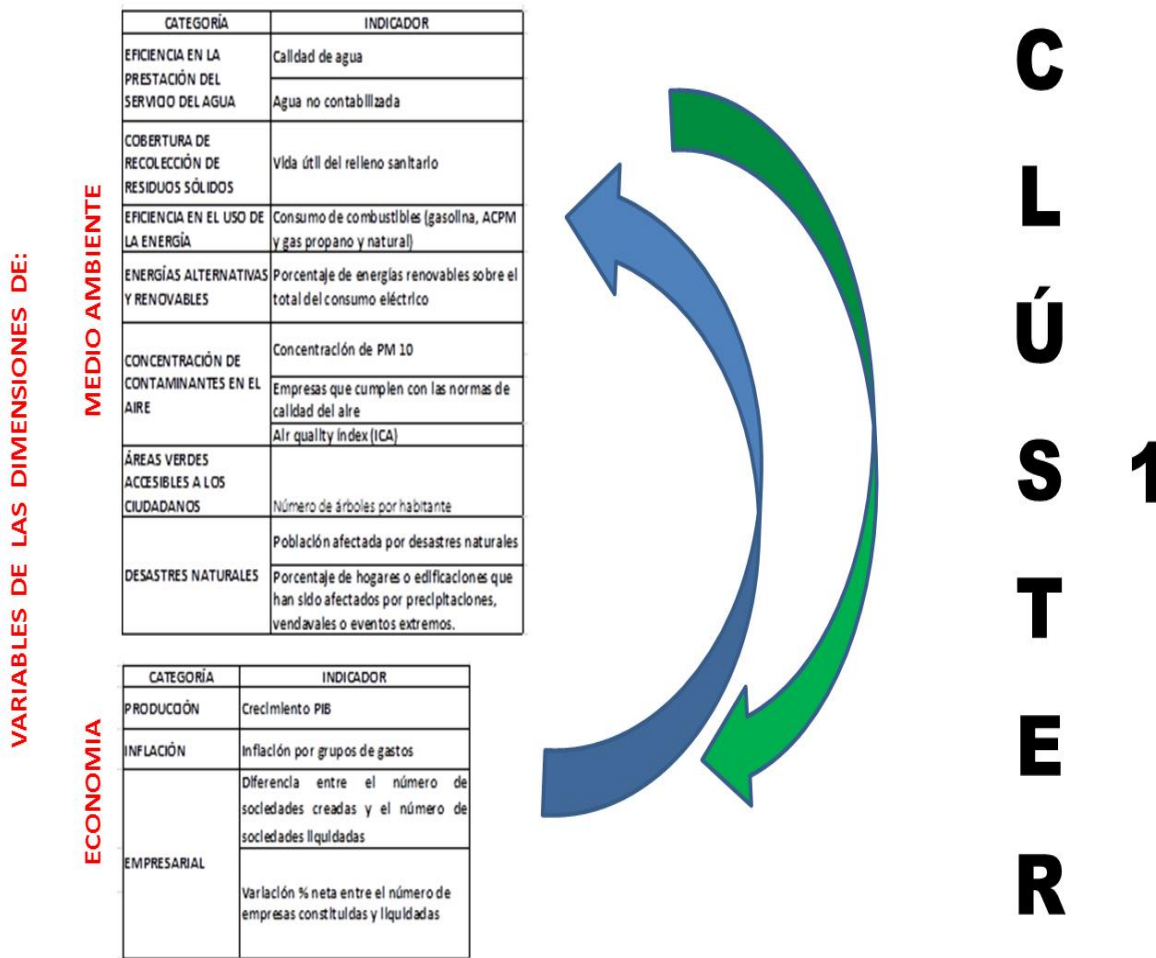 VARIABLES DE LAS DIMENSIONES DE:
MEDIO AMBIENTE
CATEGORÍA INDICADOR
EFICIENCIA EN LA
PRESTACIÓN DEL
SERVICIO DEL AGUA
Calidad de agua
Agua no contabilizada
COBERTURA DE
RECOLECCIÓN DE
RESIDUOS SÓLIDOS
Vida útil del relleno sanitario
EFICIENCIA EN EL USO DE
LA ENERGÍA
Consumo de combustibles (gasolina, ACPM
y gas propano y natural)
ENERGÍAS ALTERNATIVAS
Y RENOVABLES
Porcentaje de energías renovables sobre el
total del consumo eléctrico
CONCENTRACIÓN DE
CONTAMINANTES EN EL
AIRE
Concentración de PM 10
Empresas que cumplen con las normas de
calidad del aire
Air quality índex (ICA)
ÁREAS VERDES
ACCESIBLES A LOS
CIUDADANOS
Número de árboles por habitante
DESASTRES NATURALES
Población afectada por desastres naturales
Porcentaje de hogares o edificaciones que
han sido afectados por precipitaciones,
vendavales o eventos extremos.
ECONOMIA
CATEGORÍA INDICADOR
PRODUCCIÓN Crecimiento PIB
INFLACIÓN Inflación por grupos de gastos
EMPRESARIAL
Diferencia entre el número de
sociedades creadas y el número de
sociedades liquidadas
Variación % neta entre el número de
empresas constituidas y liquidadas
CLÚSTER 1